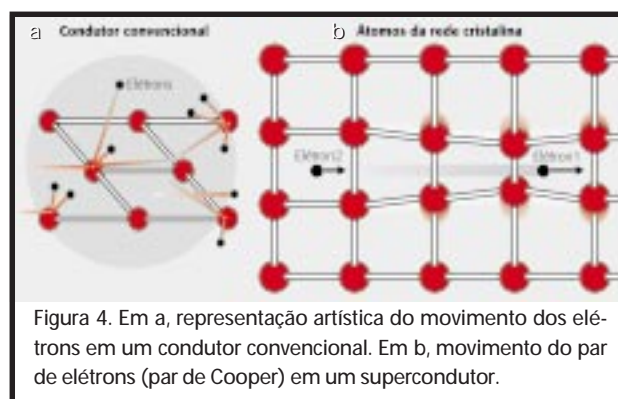 a Condutor convencional
b Átomos da rede cristalina
Elétrons
Elétron2
Elétron1
Figura 4. Em a, representação artística do movimento dos elé-
trons em um condutor convencional. Em b, movimento do par
de elétrons (par de Cooper) em um supercondutor.